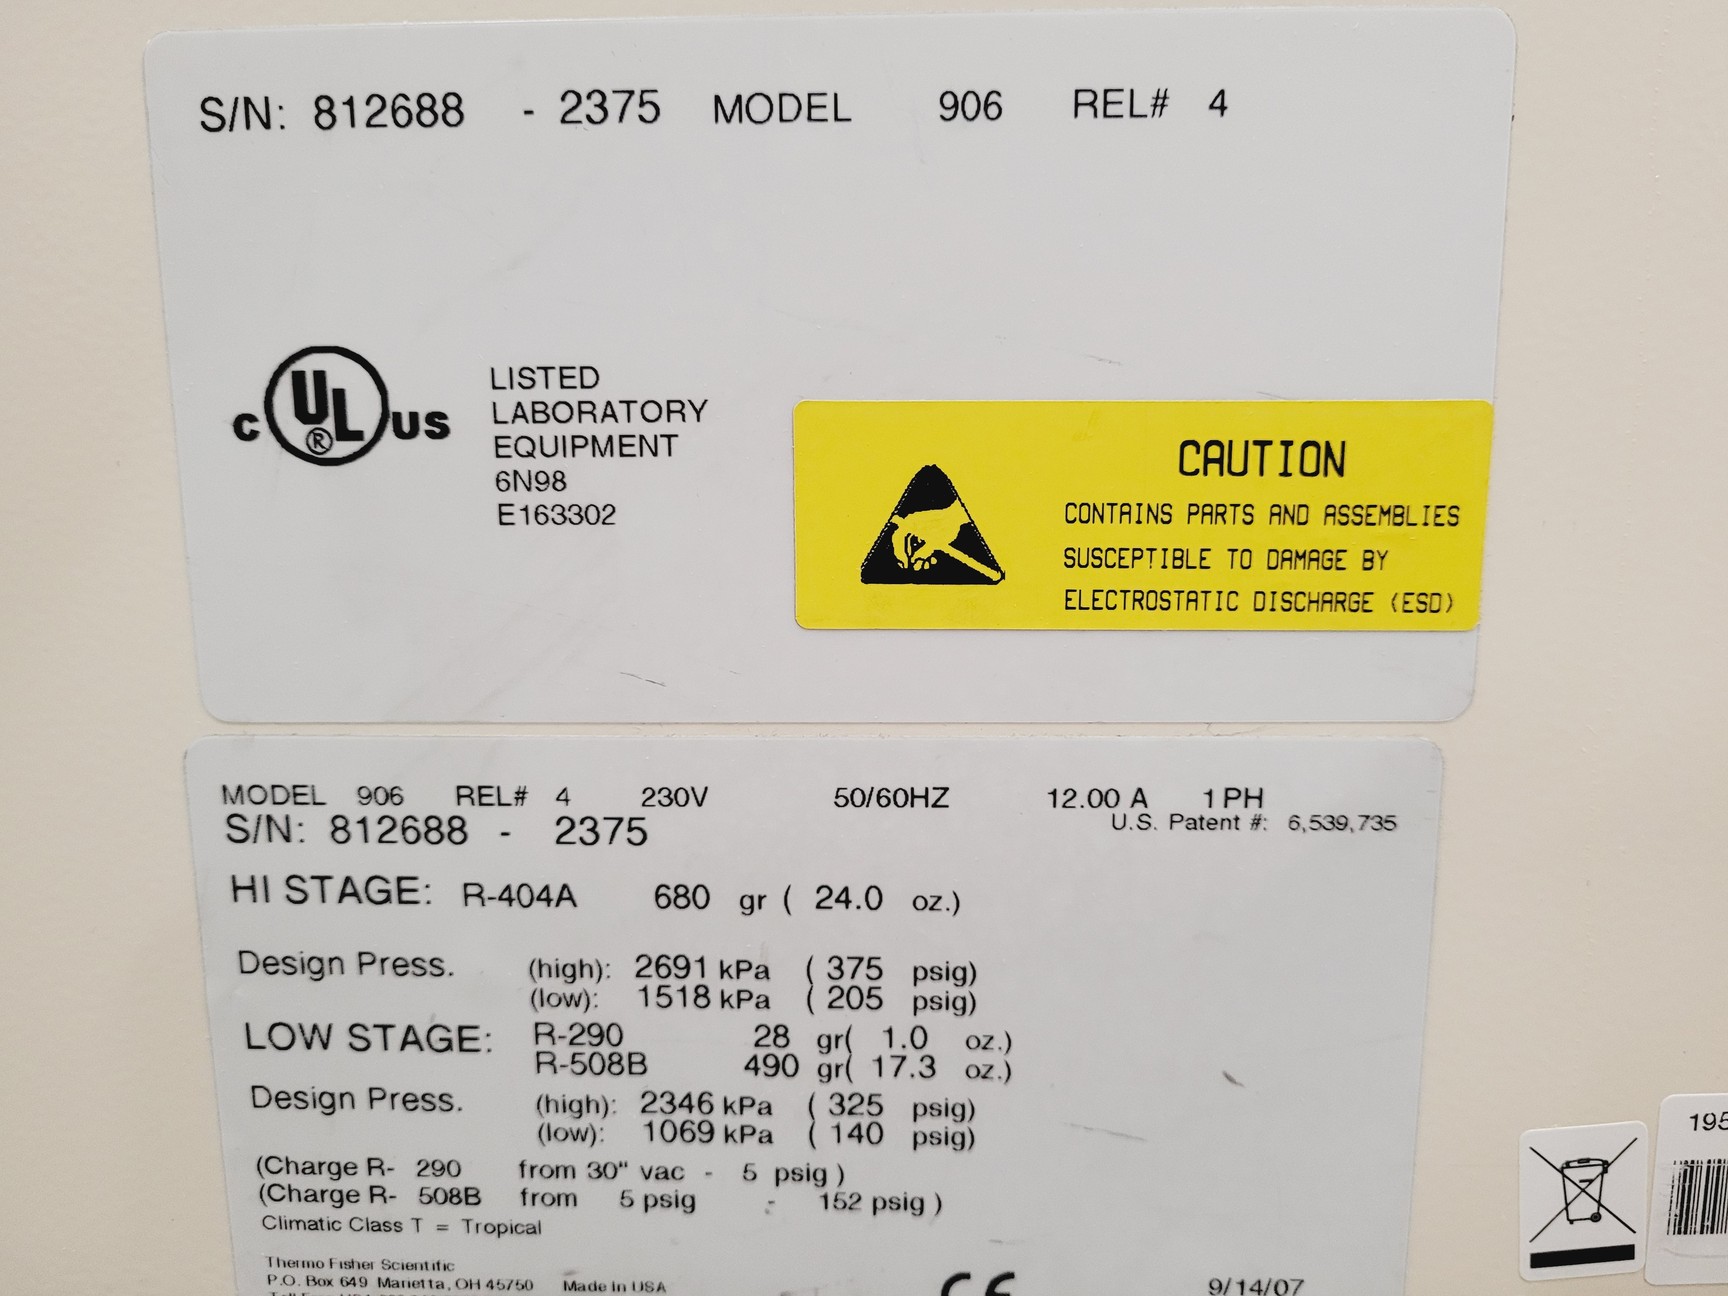 S/N: 812688 - 2375 MODEL 906 REL# 4
c UL ® US
LISTED
LABORATORY
EQUIPMENT
6N98
E163302
CAUTION
CONTAINS PARTS AND ASSEMBLIES
SUSCEPTIBLE TO DAMAGE BY
ELECTROSTATIC DISCHARGE (ESD)
MODEL 906 REL# 4 230V 50/60HZ 12.00 A 1 PH
U.S. Patent #: 6,539,735
S/N: 812688 - 2375
HI STAGE: R-404A 680 gr ( 24.0 oz.)
Design Press. (high): 2691 kPa ( 375 psig)
(low): 1518 kPa ( 205 psig)
LOW STAGE: R-290 28 gr( 1.0 oz.)
R-508B 490 gr( 17.3 oz.)
Design Press. (high): 2346 kPa ( 325 psig)
(low): 1069 kPa ( 140 psig)
(Charge R- 290 from 30" vac - 5 psig )
(Charge R- 508B from 5 psig - 152 psig )
Climatic Class T = Tropical
Thermo Fisher Scientific
P.O. Box 649 Marietta, OH 45750 Made in USA
CE
9/14/07
195